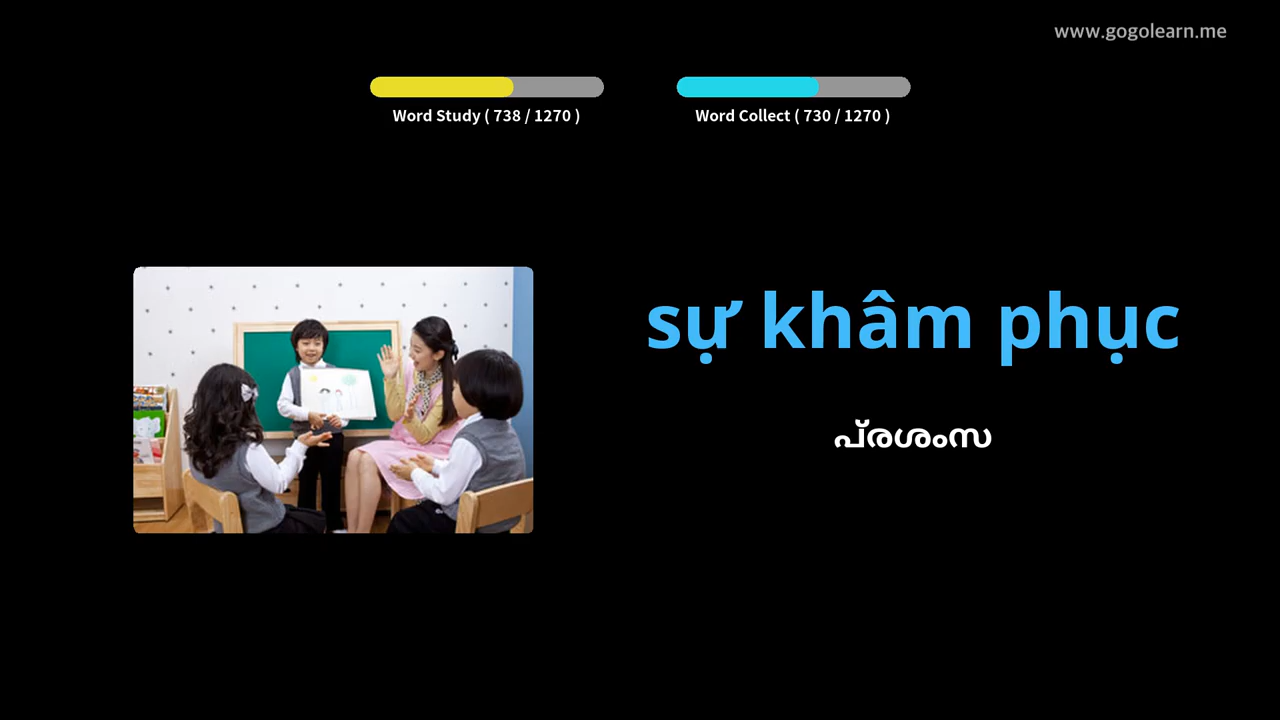 www.gogolearn.me
Word Study ( 738 / 1270 )
Word Collect ( 730 / 1270 )
sự khâm phục
പ്രശംസ